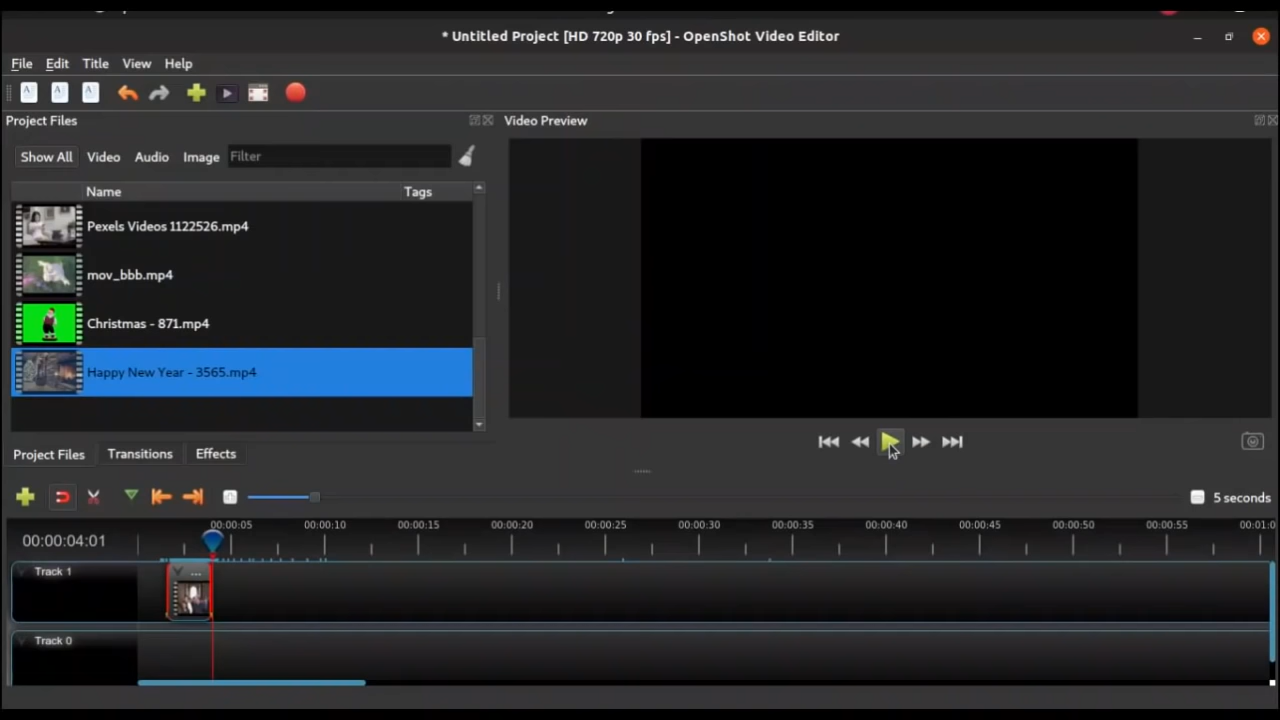 * Untitled Project [HD 720p 30 fps] - OpenShot Video Editor
File Edit Title View Help
Project Files
Video Preview
Show All Video Audio Image Filter
Name Tags
Pexels Videos 1122526.mp4
mov_bbb.mp4
Christmas - 871.mp4
Happy New Year - 3565.mp4
Project Files Transitions Effects
5 seconds
00:00:04:01
00:00:05 00:00:10 00:00:15 00:00:20 00:00:25 00:00:30 00:00:35 00:00:40 00:00:45 00:00:50 00:00:55 00:01:0
Track 1
...
Track 0